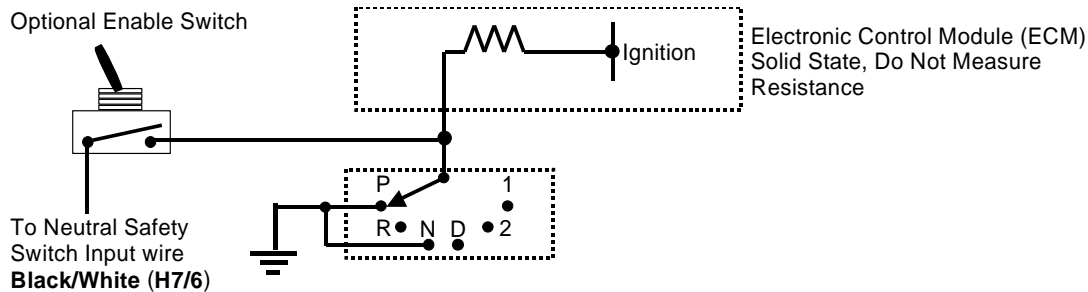 Optional Enable Switch
Ignition
Electronic Control Module (ECM)
Solid State, Do Not Measure
Resistance
P 1
R N D 2
To Neutral Safety
Switch Input wire
Black/White (H7/6)